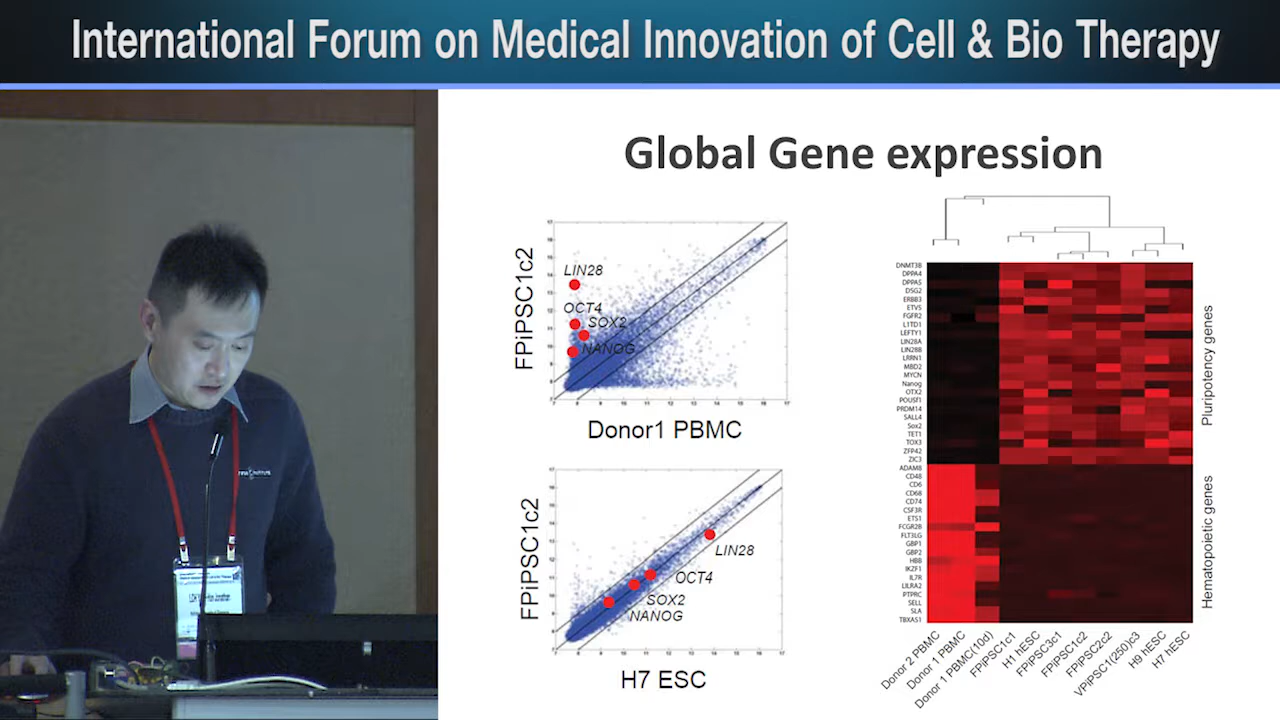 International Forum on Medical Innovation of Cell & Bio Therapy
Global Gene expression
FPiPSC1c2
LIN28
OCT4
SOX2
NANOG
Donor1 PBMC
FPiPSC1c2
LIN28
OCT4
SOX2
NANOG
H7 ESC
DNMT3B
DPPA4
DPPA5
DSG2
ERBB3
ETV5
FGFR2
L1TD1
LEFTY1
LIN28A
LIN28B
LRRN1
MBD2
MYCN
Nanog
OTX2
POU5F1
PRDM14
SALL4
Sox2
TET1
TOX3
ZFP42
ZIC3
ADAM8
CD48
CD6
CD68
CD74
CSF3R
ETS1
FCGR2B
FLT3LG
GBP1
GBP2
HBB
IKZF1
IL7R
LILRA2
PTPRC
SELL
SLA
TBXAS1
Pluripotency genes
Hematopoietic genes
Donor 2 PBMC
Donor 1 PBMC
Donor 1 PBMC(10d)
FPiPSC1c1
H1 hESC
FPiPSC3c1
FPiPSC1c2
FPiPSC2c2
VPiPSC1(250)c3
H9 hESC
H7 hESC